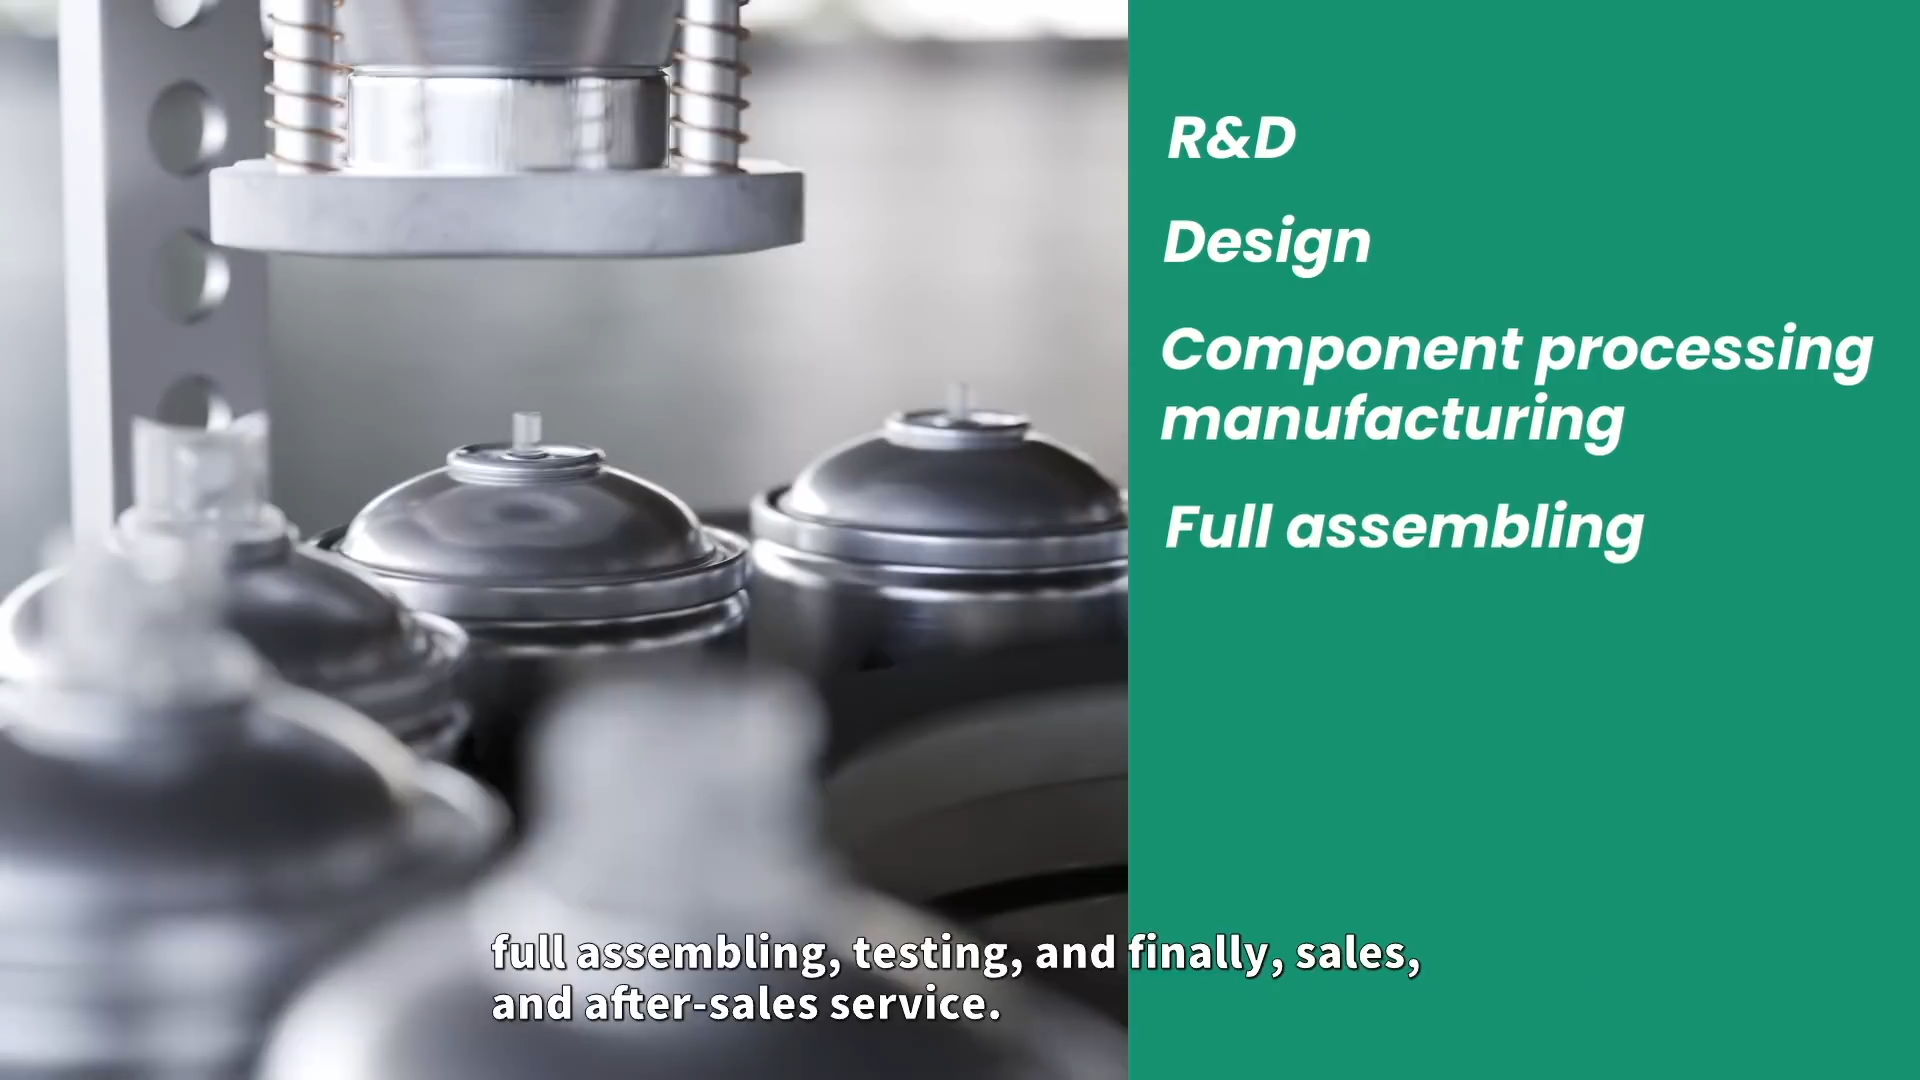 R&D
Design
Component processing
manufacturing
Full assembling
full assembling, testing, and finally, sales,
and after-sales service.